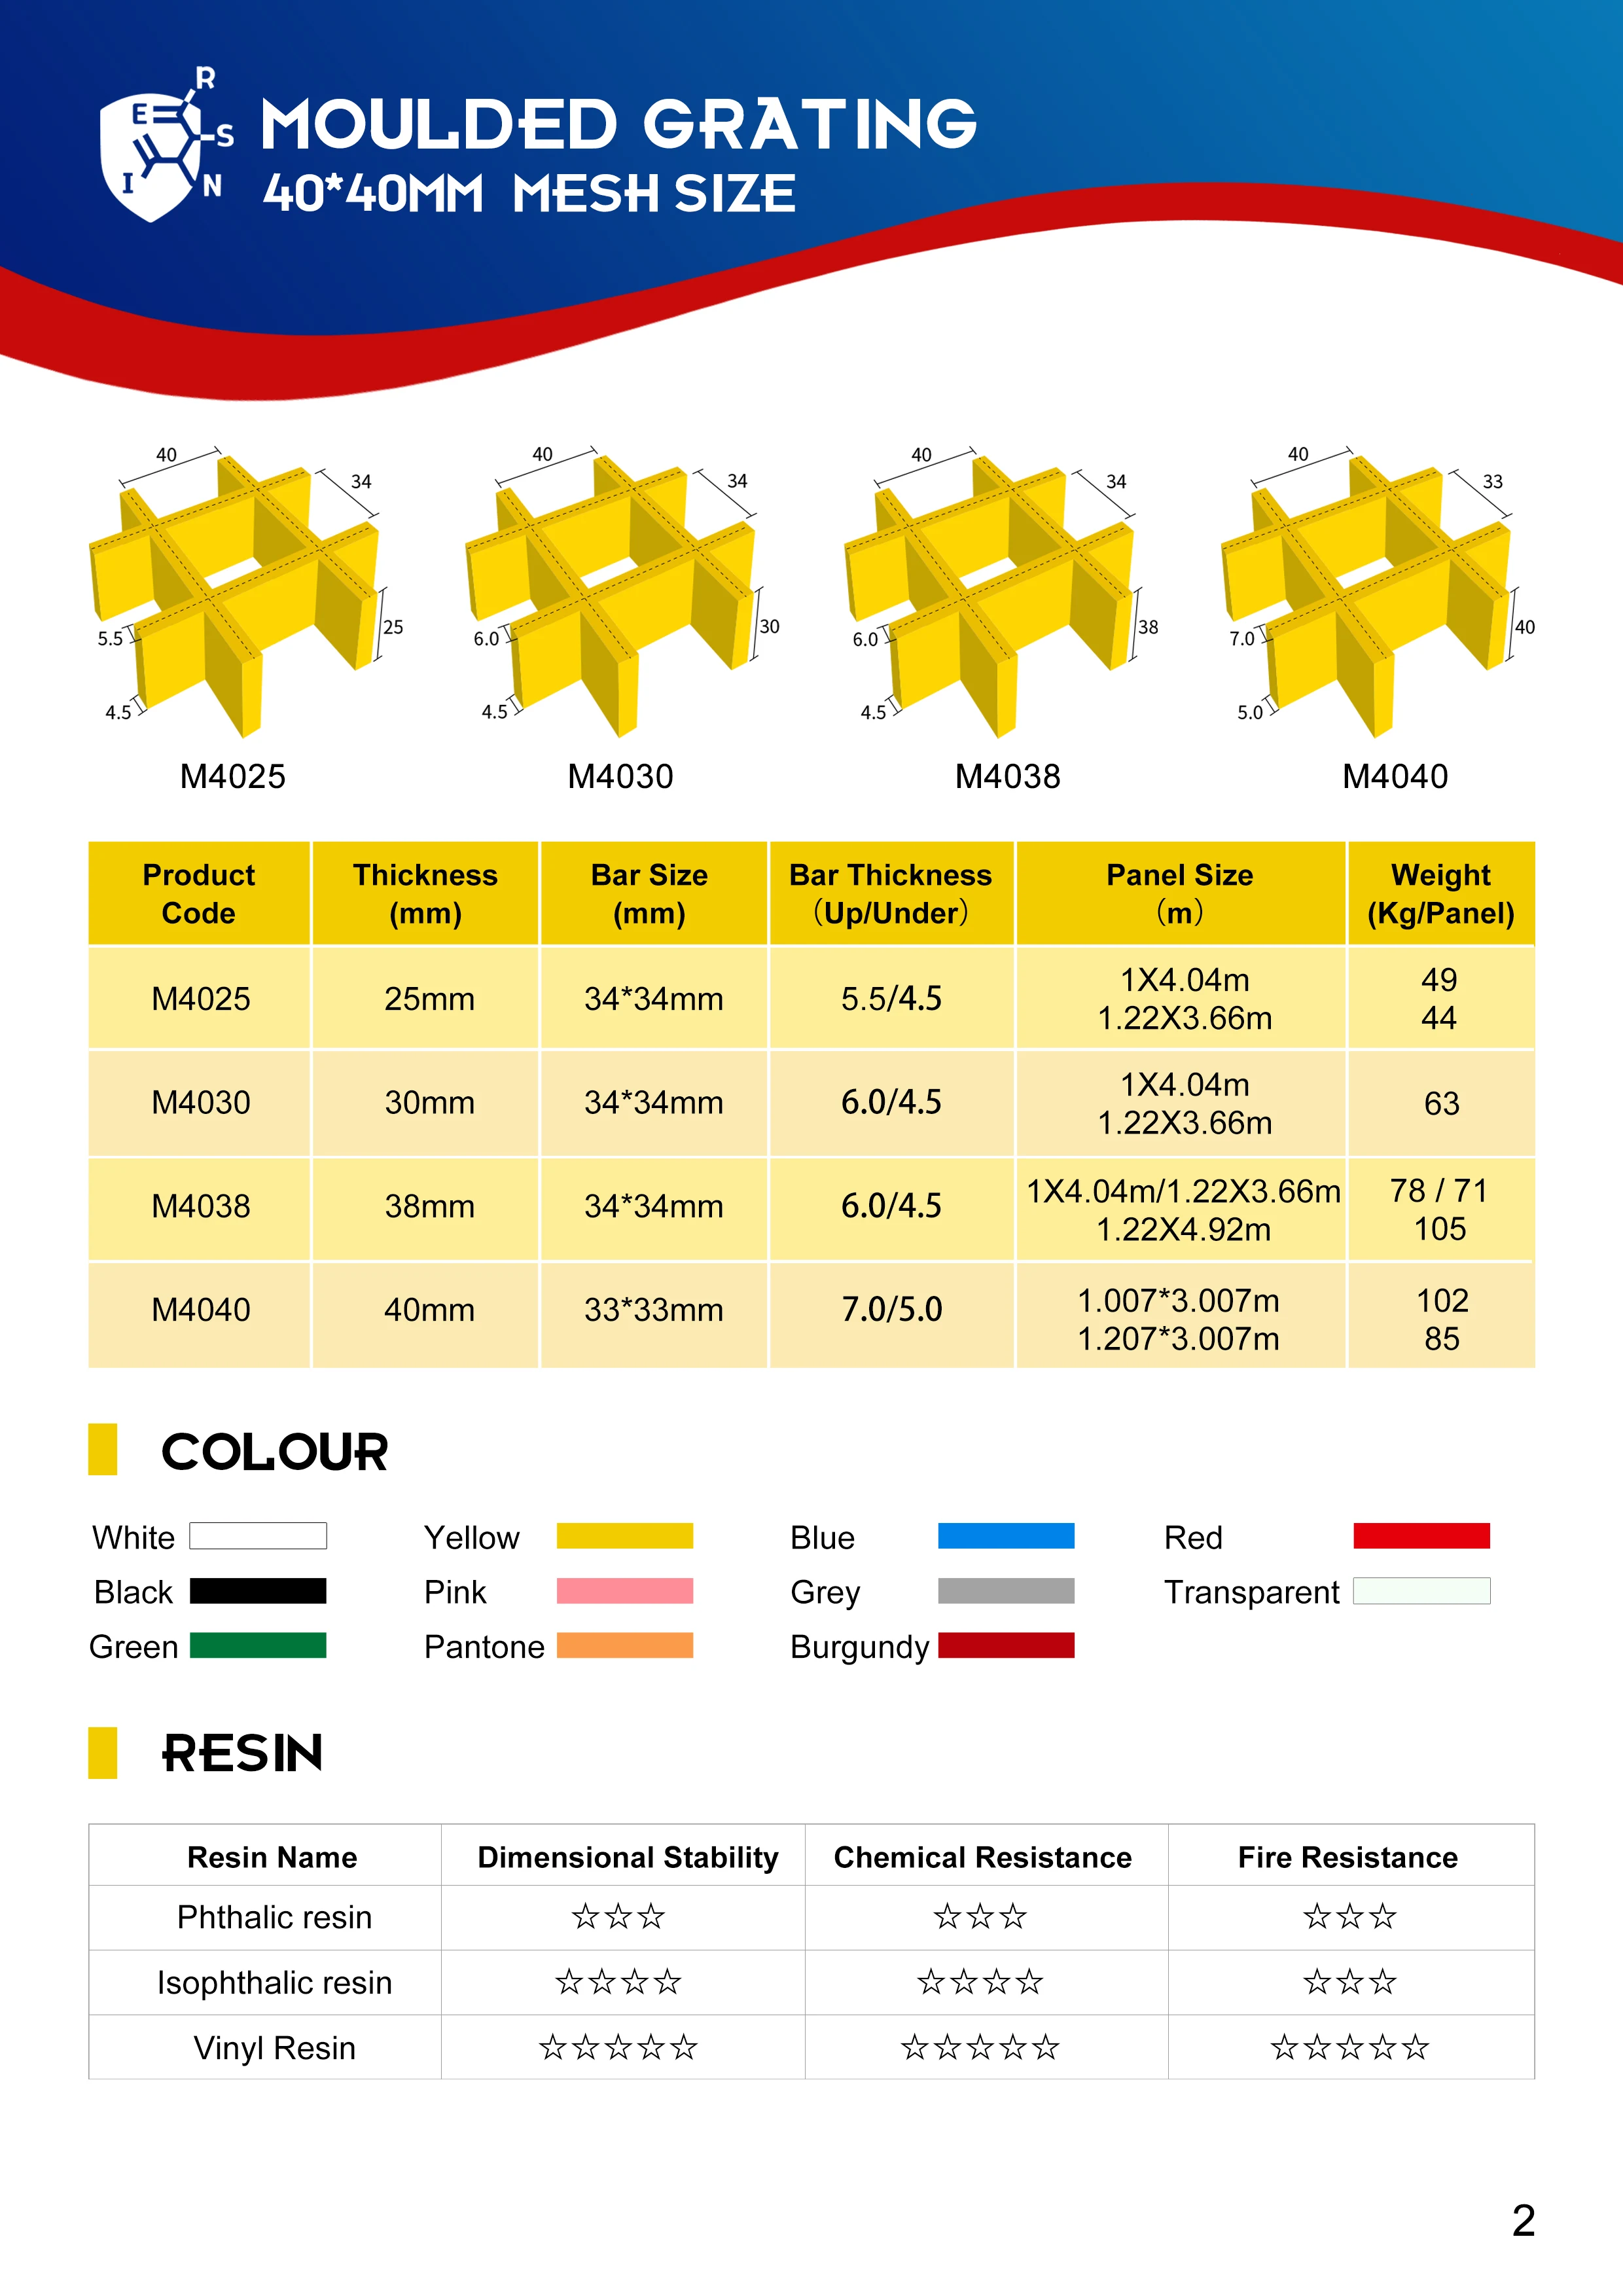 R
E
S
I
N
MOULDED GRATING
40*40MM MESH SIZE
40
34
25
5.5
4.5
M4025
40
34
30
6.0
4.5
M4030
40
34
38
6.0
4.5
M4038
40
33
40
7.0
5.0
M4040
Product Code Thickness (mm) Bar Size (mm) Bar Thickness （Up/Under） Panel Size （m） Weight (Kg/Panel)
M4025 25mm 34*34mm 5.5/4.5 1X4.04m 49
1.22X3.66m 44
M4030 30mm 34*34mm 6.0/4.5 1X4.04m 63
1.22X3.66m
M4038 38mm 34*34mm 6.0/4.5 1X4.04m/1.22X3.66m 78 / 71
1.22X4.92m 105
M4040 40mm 33*33mm 7.0/5.0 1.007*3.007m 102
1.207*3.007m 85
COLOUR
White Yellow Blue Red
Black Pink Grey Transparent
Green Pantone Burgundy
RESIN
Resin Name Dimensional Stability Chemical Resistance Fire Resistance
Phthalic resin ☆☆☆ ☆☆☆ ☆☆☆
Isophthalic resin ☆☆☆☆ ☆☆☆☆ ☆☆☆
Vinyl Resin ☆☆☆☆☆ ☆☆☆☆☆ ☆☆☆☆☆
2